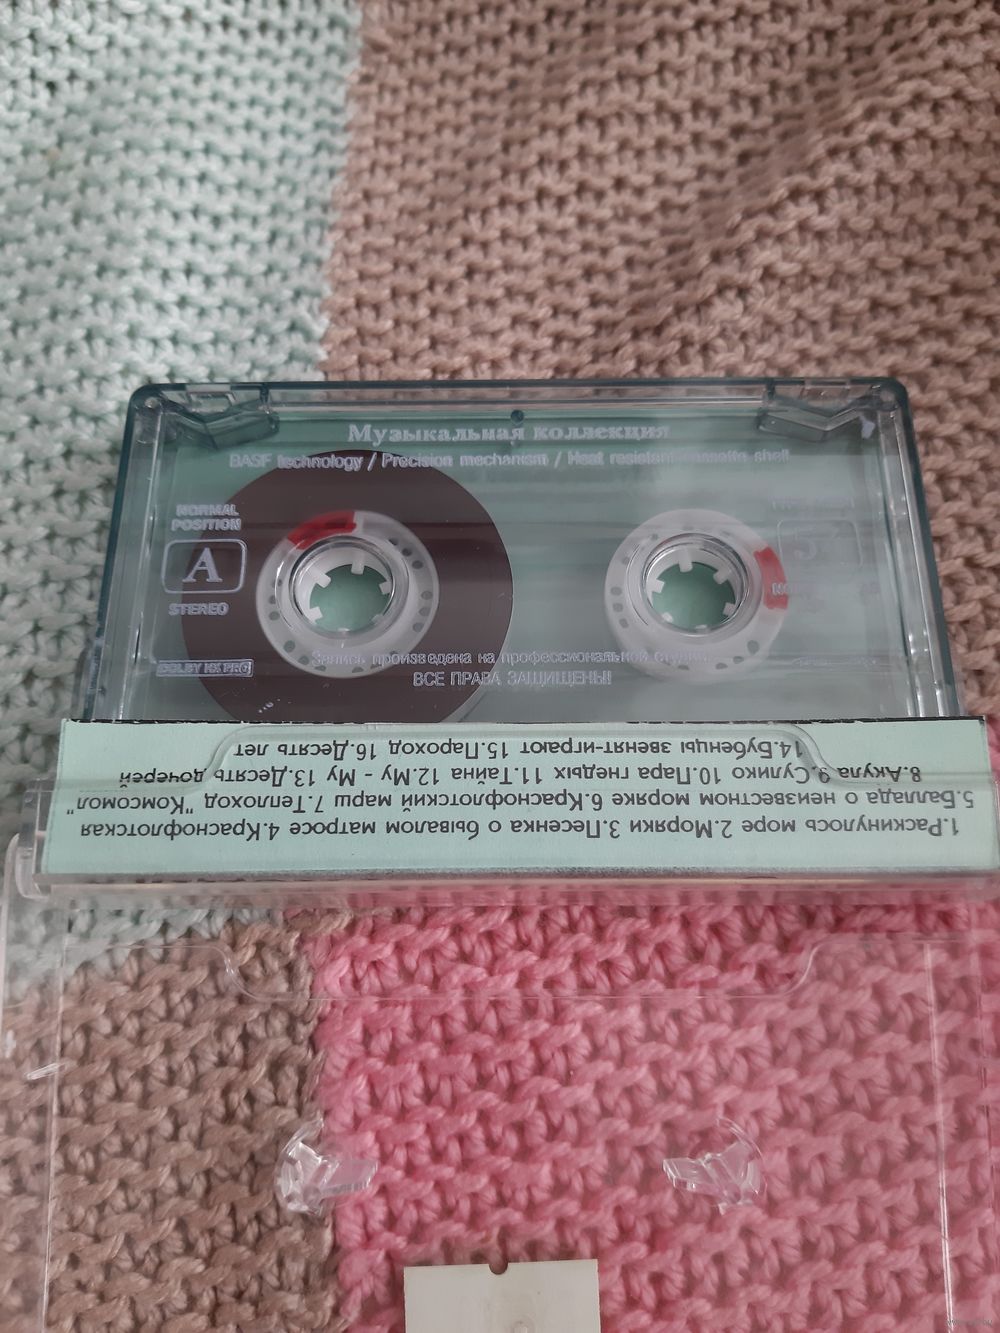 Музыкальная коллекция
BASF technology / Precision mechanism / Heat resistant cassette shell
NORMAL
POSITION
A
STEREO
DOLBY HX PRO
Запись произведена на профессиональной студии
ВСЕ ПРАВА ЗАЩИЩЕНЫ!
1.Раскинулось море 2.Моряки 3.Песенка о бывалом матросе 4.Краснофлотская
5.Баллада о неизвестном моряке 6.Краснофлотский марш 7.Теплоход "Комсомол"
8.Акула 9.Сулико 10.Пара гнедых 11.Тайна 12.Му - Му 13.Десять дочерей
14.Бубенцы звенят-играют 15.Пароход 16.Десять лет